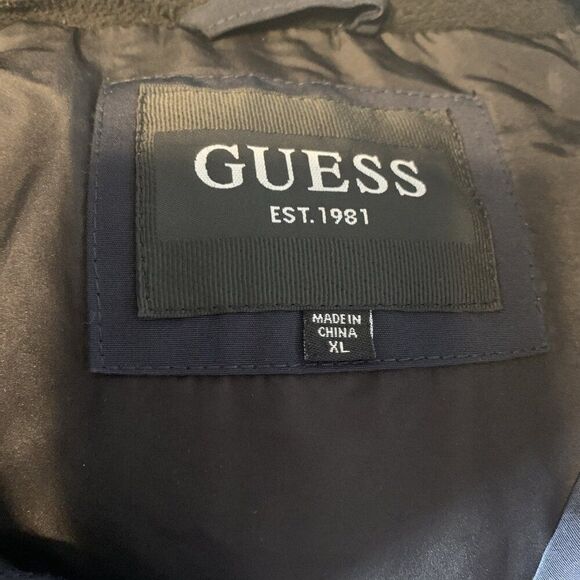 GUESS
EST. 1981
MADE IN
CHINA
XL